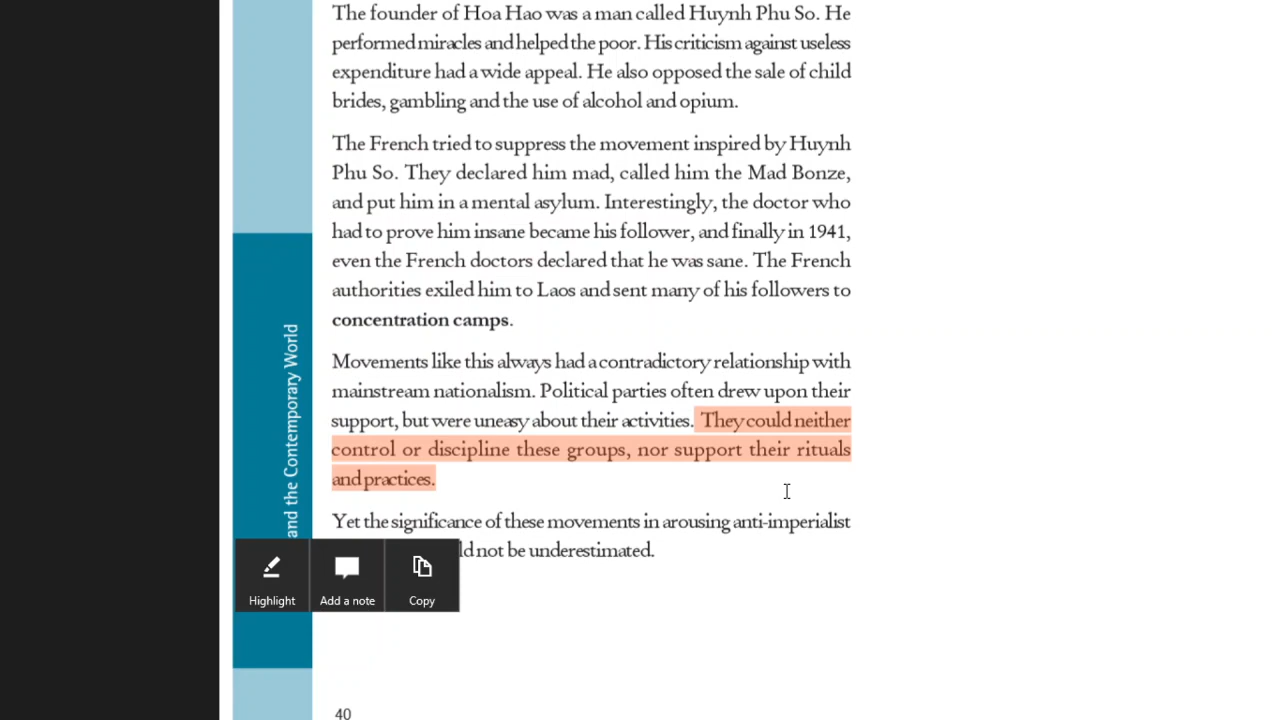 The founder of Hoa Hao was a man called Huynh Phu So. He
performed miracles and helped the poor. His criticism against useless
expenditure had a wide appeal. He also opposed the sale of child
brides, gambling and the use of alcohol and opium.
The French tried to suppress the movement inspired by Huynh
Phu So. They declared him mad, called him the Mad Bonze,
and put him in a mental asylum. Interestingly, the doctor who
had to prove him insane became his follower, and finally in 1941,
even the French doctors declared that he was sane. The French
authorities exiled him to Laos and sent many of his followers to
concentration camps.
Movements like this always had a contradictory relationship with
mainstream nationalism. Political parties often drew upon their
support, but were uneasy about their activities. They could neither
control or discipline these groups, nor support their rituals
and practices.
Yet the significance of these movements in arousing anti-imperialist
ld not be underestimated.
and the Contemporary World
Highlight
Add a note
Copy
40